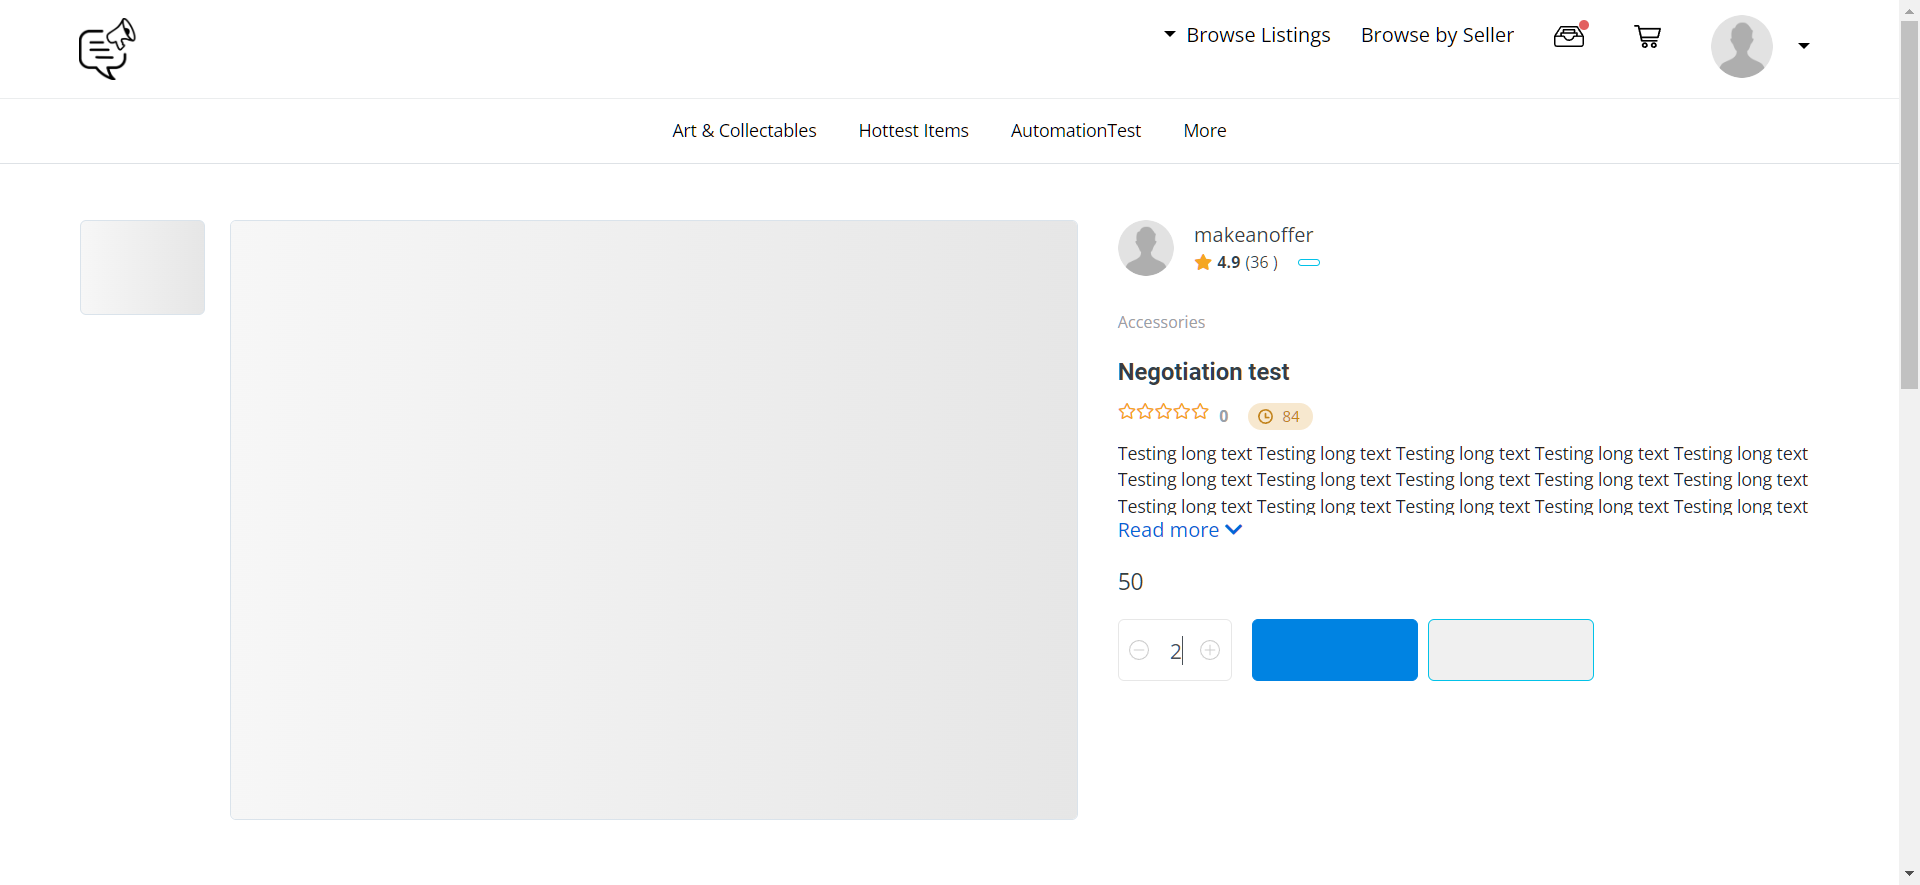 Browse Listings
Browse by Seller
Art & Collectables
Hottest Items
AutomationTest
More
makeanoffer
4.9 (36 )
Accessories
Negotiation test
0
84
Testing long text Testing long text Testing long text Testing long text Testing long text
Testing long text Testing long text Testing long text Testing long text Testing long text
Testing long text Testing long text Testing long text Testing long text Testing long text
Read more
50
2